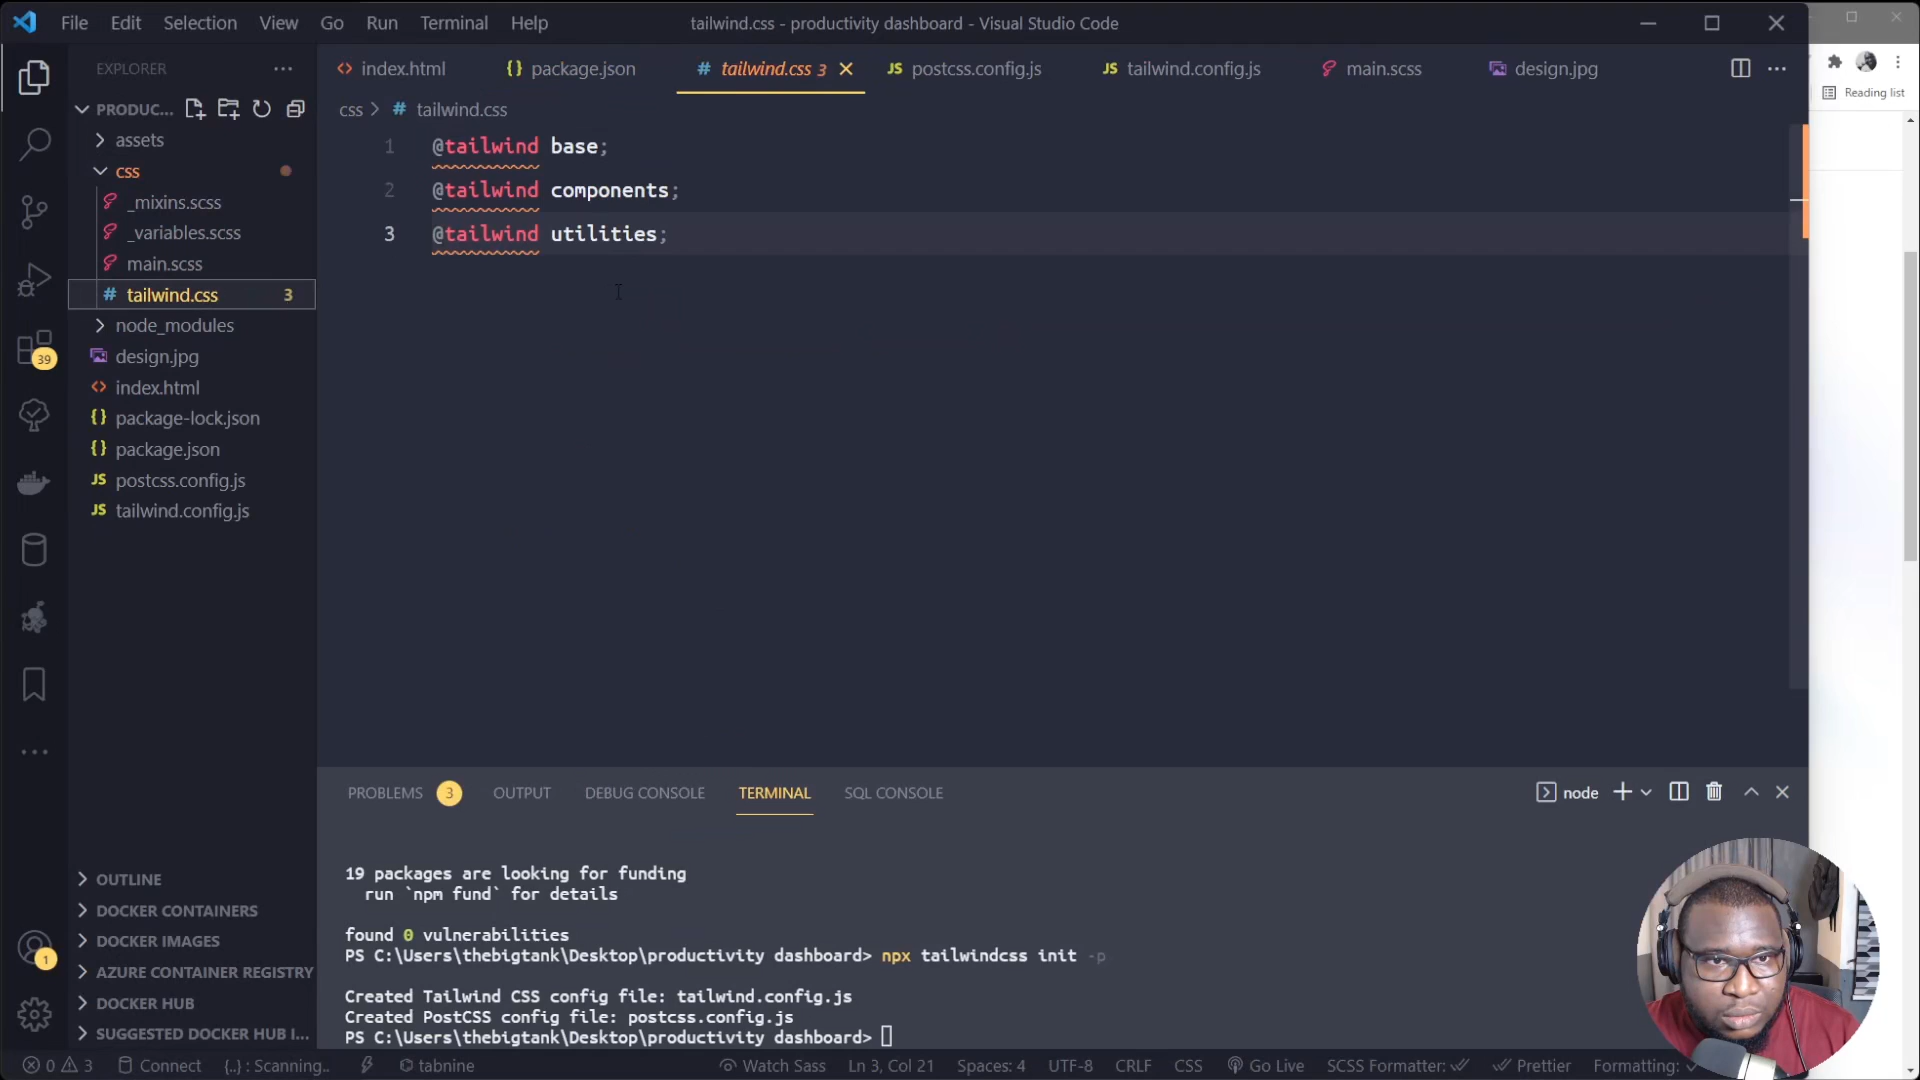 File Edit Selection View Go Run Terminal Help
tailwind.css - productivity dashboard - Visual Studio Code
Reading list
EXPLORER
PRODUC...
assets
css
_mixins.scss
_variables.scss
main.scss
tailwind.css 3
node_modules
design.jpg
index.html
package-lock.json
package.json
postcss.config.js
tailwind.config.js
39
1
OUTLINE
DOCKER CONTAINERS
DOCKER IMAGES
AZURE CONTAINER REGISTRY
DOCKER HUB
SUGGESTED DOCKER HUB I...
<> index.html {} package.json # tailwind.css 3 JS postcss.config.js JS tailwind.config.js main.scss design.jpg
css > # tailwind.css
1 @tailwind base;
2 @tailwind components;
3 @tailwind utilities;
PROBLEMS 3 OUTPUT DEBUG CONSOLE TERMINAL SQL CONSOLE
node
19 packages are looking for funding
run `npm fund` for details
found 0 vulnerabilities
PS C:\Users\thebigtank\Desktop\productivity dashboard> npx tailwindcss init -p
Created Tailwind CSS config file: tailwind.config.js
Created PostCSS config file: postcss.config.js
PS C:\Users\thebigtank\Desktop\productivity dashboard>
0 3 Connect {..} : Scanning.. tabnine Watch Sass Ln 3, Col 21 Spaces: 4 UTF-8 CRLF CSS Go Live SCSS Formatter: Prettier Formatting: